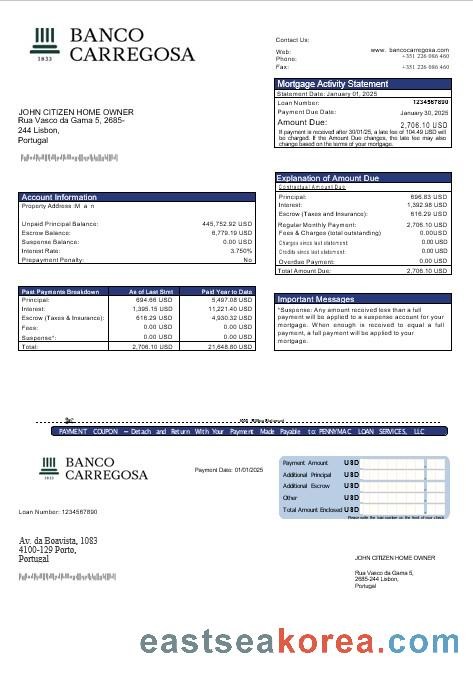 BANCO
CARREGOSA
1833
Contact Us:
Web: www. bancocarregosa.com
Phone: +351 226 086 460
Fax: +351 226 086 460
Mortgage Activity Statement
Statement Date: January 01, 2025
Loan Number: 1234567890
Payment Due Date: January 30, 2025
Amount Due: 2,706.10 USD
If payment is received after 30/01/25, a late fee of 104.49 USD will
be charged. If the Amount Due Changes, the late fee may also
change based on the terms of your mortgage.
JOHN CITIZEN HOME OWNER
Rua Vasco da Gama 5, 2685-
244 Lisbon,
Portugal
Explanation of Amount Due
Contractual Amount Due
Principal: 696.83 USD
Interest: 1,392.98 USD
Escrow (Taxes and Insurance): 616.29 USD
Regular Monthly Payment: 2,706.10 USD
Fees & Charges (total outstanding) 0.00USD
Charges since last statement: 0.00 USD
Credits since last statement: 0.00 USD
Overdue Payment: 0.00 USD
Total Amount Due: 2,706.10 USD
Account Information
Property Address: M a n
Unpaid Principal Balance: 445,752.92 USD
Escrow Balance: 6,779.19 USD
Suspense Balance: 0.00 USD
Interest Rate: 3.750%
Prepayment Penalty: No
Past Payments Breakdown As of Last Stmt Paid Year to Date
Principal: 694.66 USD 5,497.08 USD
Interest: 1,395.15 USD 11,221.40 USD
Escrow (Taxes & Insurance): 616.29 USD 4,930.32 USD
Fees: 0.00 USD 0.00 USD
Suspense*: 0.00 USD 0.00 USD
Total: 2,706.10 USD 21,648.80 USD
Important Messages
*Suspense: Any amount received less than a full
payment will be applied to a suspense account for your
mortgage. When enough is received to equal a full
payment, a full payment will be applied to your
mortgage.
PAYMENT COUPON – Detach and Return With Your Payment Made Payable to: PENNYMAC LOAN SERVICES, LLC
BANCO
CARREGOSA
1833
Payment Date: 01/01/2025
Payment Amount USD
Additional Principal USD
Additional Escrow USD
Other USD
Total Amount Enclosed USD
Please write the loan number on the front of your check.
Loan Number: 1234567890
Av. da Boavista, 1083
4100-129 Porto,
Portugal
JOHN CITIZEN HOME OWNER
Rua Vasco da Gama 5,
2685-244 Lisbon,
Portugal
eastseakorea.com